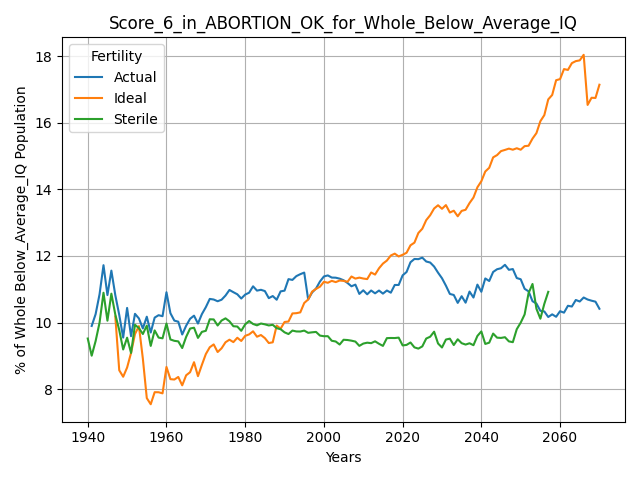 Score_6_in_ABORTION_OK_for_Whole_Below_Average_IQ
Fertility
Actual
Ideal
Sterile
% of Whole Below_Average_IQ Population
18
16
14
12
10
8
1940
1960
1980
2000
2020
2040
2060
Years